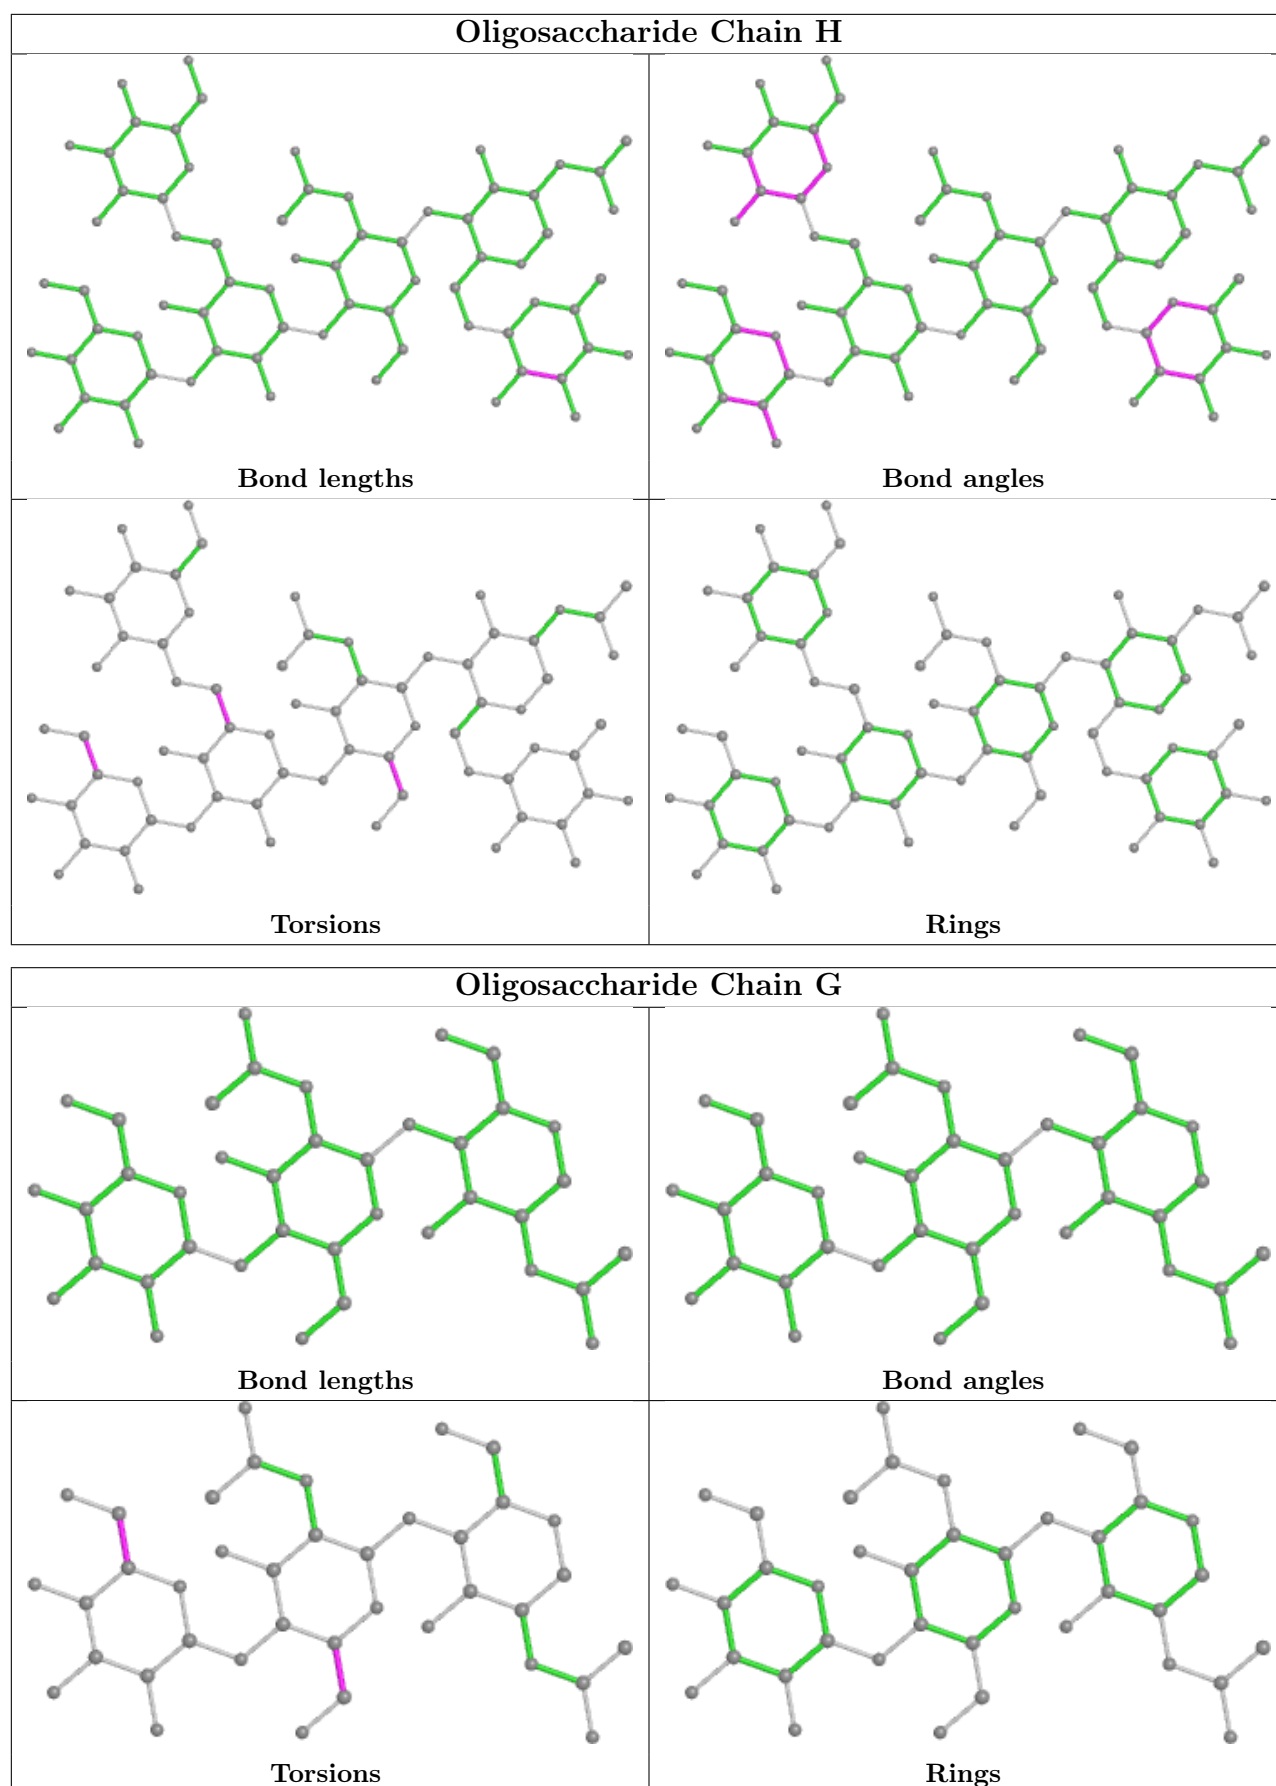 Oligosaccharide Chain H
Bond lengths
Bond angles
Torsions
Rings
Oligosaccharide Chain G
Bond lengths
Bond angles
Torsions
Rings